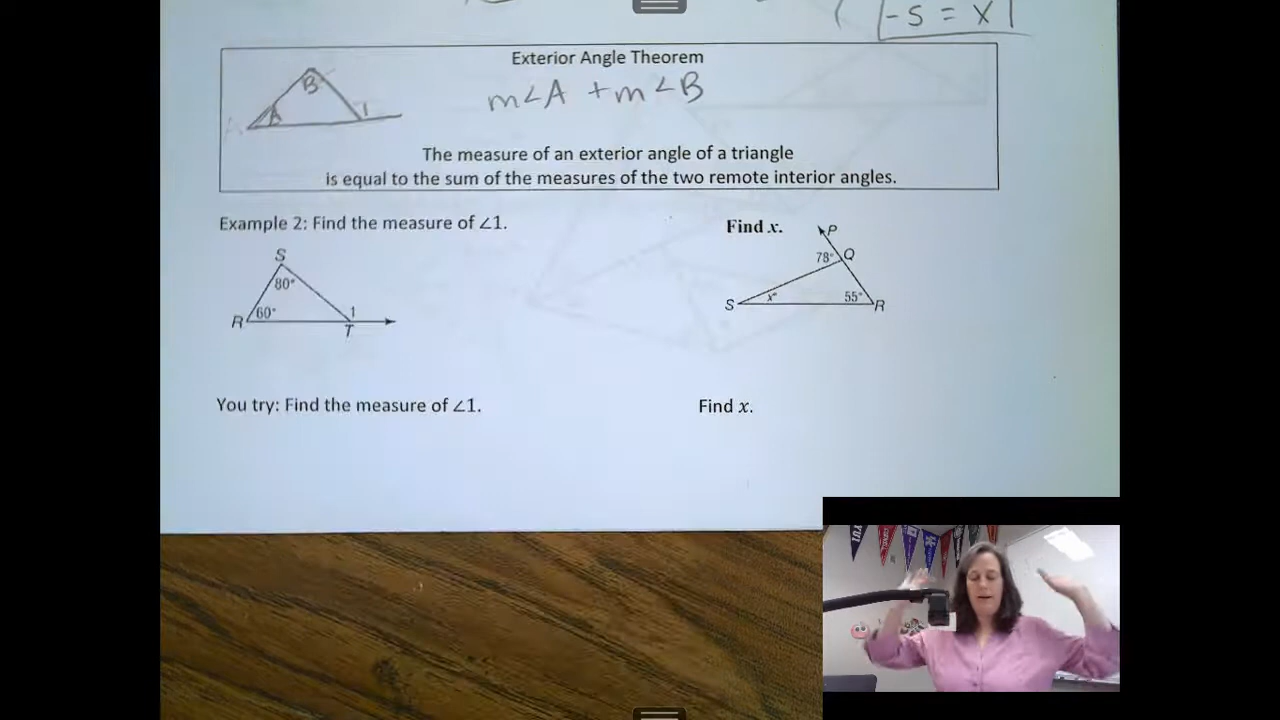 -5 = x
Exterior Angle Theorem
B
A
1
m∠A + m∠B
The measure of an exterior angle of a triangle
is equal to the sum of the measures of the two remote interior angles.
Example 2: Find the measure of ∠1.
S
80°
R
60°
1
T
Find x.
P
78°
Q
S
x°
55°
R
You try: Find the measure of ∠1.
Find x.